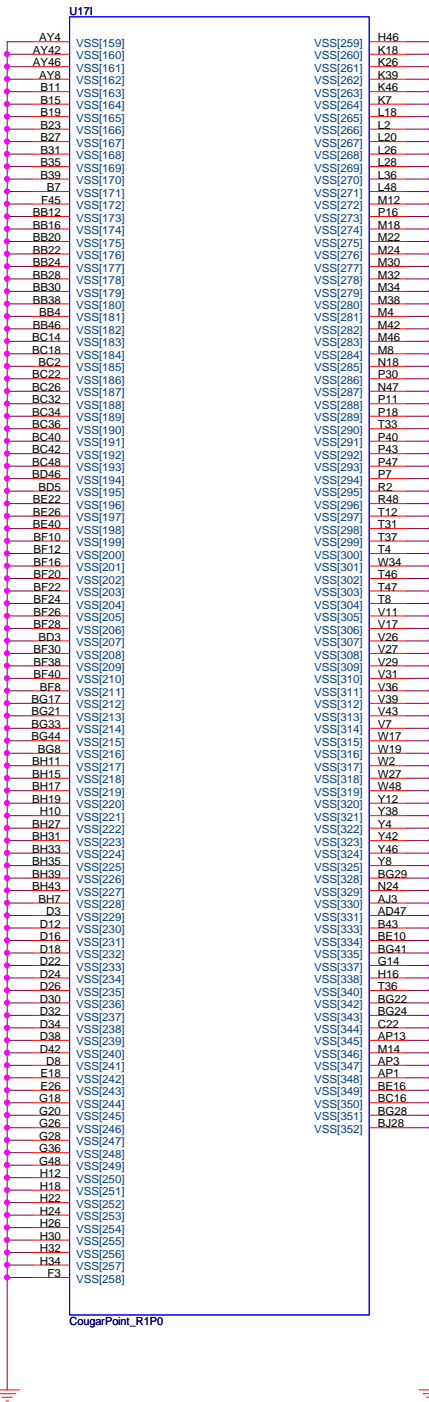 U17I
AY4 VSS[159]
AY42 VSS[160]
AY46 VSS[161]
AY8 VSS[162]
B11 VSS[163]
B15 VSS[164]
B19 VSS[165]
B23 VSS[166]
B27 VSS[167]
B31 VSS[168]
B35 VSS[169]
B39 VSS[170]
B7 VSS[171]
F45 VSS[172]
BB12 VSS[173]
BB16 VSS[174]
BB20 VSS[175]
BB22 VSS[176]
BB24 VSS[177]
BB28 VSS[178]
BB30 VSS[179]
BB38 VSS[180]
BB4 VSS[181]
BB46 VSS[182]
BC14 VSS[183]
BC18 VSS[184]
BC2 VSS[185]
BC22 VSS[186]
BC26 VSS[187]
BC32 VSS[188]
BC34 VSS[189]
BC36 VSS[190]
BC40 VSS[191]
BC42 VSS[192]
BC48 VSS[193]
BD46 VSS[194]
BD5 VSS[195]
BE22 VSS[196]
BE26 VSS[197]
BE40 VSS[198]
BF10 VSS[199]
BF12 VSS[200]
BF16 VSS[201]
BF20 VSS[202]
BF22 VSS[203]
BF24 VSS[204]
BF26 VSS[205]
BF28 VSS[206]
BD3 VSS[207]
BF30 VSS[208]
BF38 VSS[209]
BF40 VSS[210]
BF8 VSS[211]
BG17 VSS[212]
BG21 VSS[213]
BG33 VSS[214]
BG44 VSS[215]
BG8 VSS[216]
BH11 VSS[217]
BH15 VSS[218]
BH17 VSS[219]
BH19 VSS[220]
H10 VSS[221]
BH27 VSS[222]
BH31 VSS[223]
BH33 VSS[224]
BH35 VSS[225]
BH39 VSS[226]
BH43 VSS[227]
BH7 VSS[228]
D3 VSS[229]
D12 VSS[230]
D16 VSS[231]
D18 VSS[232]
D22 VSS[233]
D24 VSS[234]
D26 VSS[235]
D30 VSS[236]
D32 VSS[237]
D34 VSS[238]
D38 VSS[239]
D42 VSS[240]
D8 VSS[241]
E18 VSS[242]
E26 VSS[243]
G18 VSS[244]
G20 VSS[245]
G26 VSS[246]
G28 VSS[247]
G36 VSS[248]
G48 VSS[249]
H12 VSS[250]
H18 VSS[251]
H22 VSS[252]
H24 VSS[253]
H26 VSS[254]
H30 VSS[255]
H32 VSS[256]
H34 VSS[257]
F3 VSS[258]
VSS[259] H46
VSS[260] K18
VSS[261] K26
VSS[262] K39
VSS[263] K46
VSS[264] K7
VSS[265] L18
VSS[266] L2
VSS[267] L20
VSS[268] L26
VSS[269] L28
VSS[270] L36
VSS[271] L48
VSS[272] M12
VSS[273] P16
VSS[274] M18
VSS[275] M22
VSS[276] M24
VSS[277] M30
VSS[278] M32
VSS[279] M34
VSS[280] M38
VSS[281] M4
VSS[282] M42
VSS[283] M46
VSS[284] M8
VSS[285] N18
VSS[286] P30
VSS[287] N47
VSS[288] P11
VSS[289] P18
VSS[290] T33
VSS[291] P40
VSS[292] P43
VSS[293] P47
VSS[294] P7
VSS[295] R2
VSS[296] R48
VSS[297] T12
VSS[298] T31
VSS[299] T37
VSS[300] T4
VSS[301] W34
VSS[302] T46
VSS[303] T47
VSS[304] T8
VSS[305] V11
VSS[306] V17
VSS[307] V26
VSS[308] V27
VSS[309] V29
VSS[310] V31
VSS[311] V36
VSS[312] V39
VSS[313] V43
VSS[314] V7
VSS[315] W17
VSS[316] W19
VSS[317] W2
VSS[318] W27
VSS[319] W48
VSS[320] Y12
VSS[321] Y38
VSS[322] Y4
VSS[323] Y42
VSS[324] Y46
VSS[325] Y8
VSS[328] BG29
VSS[329] N24
VSS[330] AJ3
VSS[331] AD47
VSS[333] B43
VSS[334] BE10
VSS[335] BG41
VSS[337] G14
VSS[338] H16
VSS[340] T36
VSS[342] BG22
VSS[343] BG24
VSS[344] C22
VSS[345] AP13
VSS[346] M14
VSS[347] AP3
VSS[348] AP1
VSS[349] BE16
VSS[350] BC16
VSS[351] BG28
VSS[352] BJ28
CougarPoint_R1P0